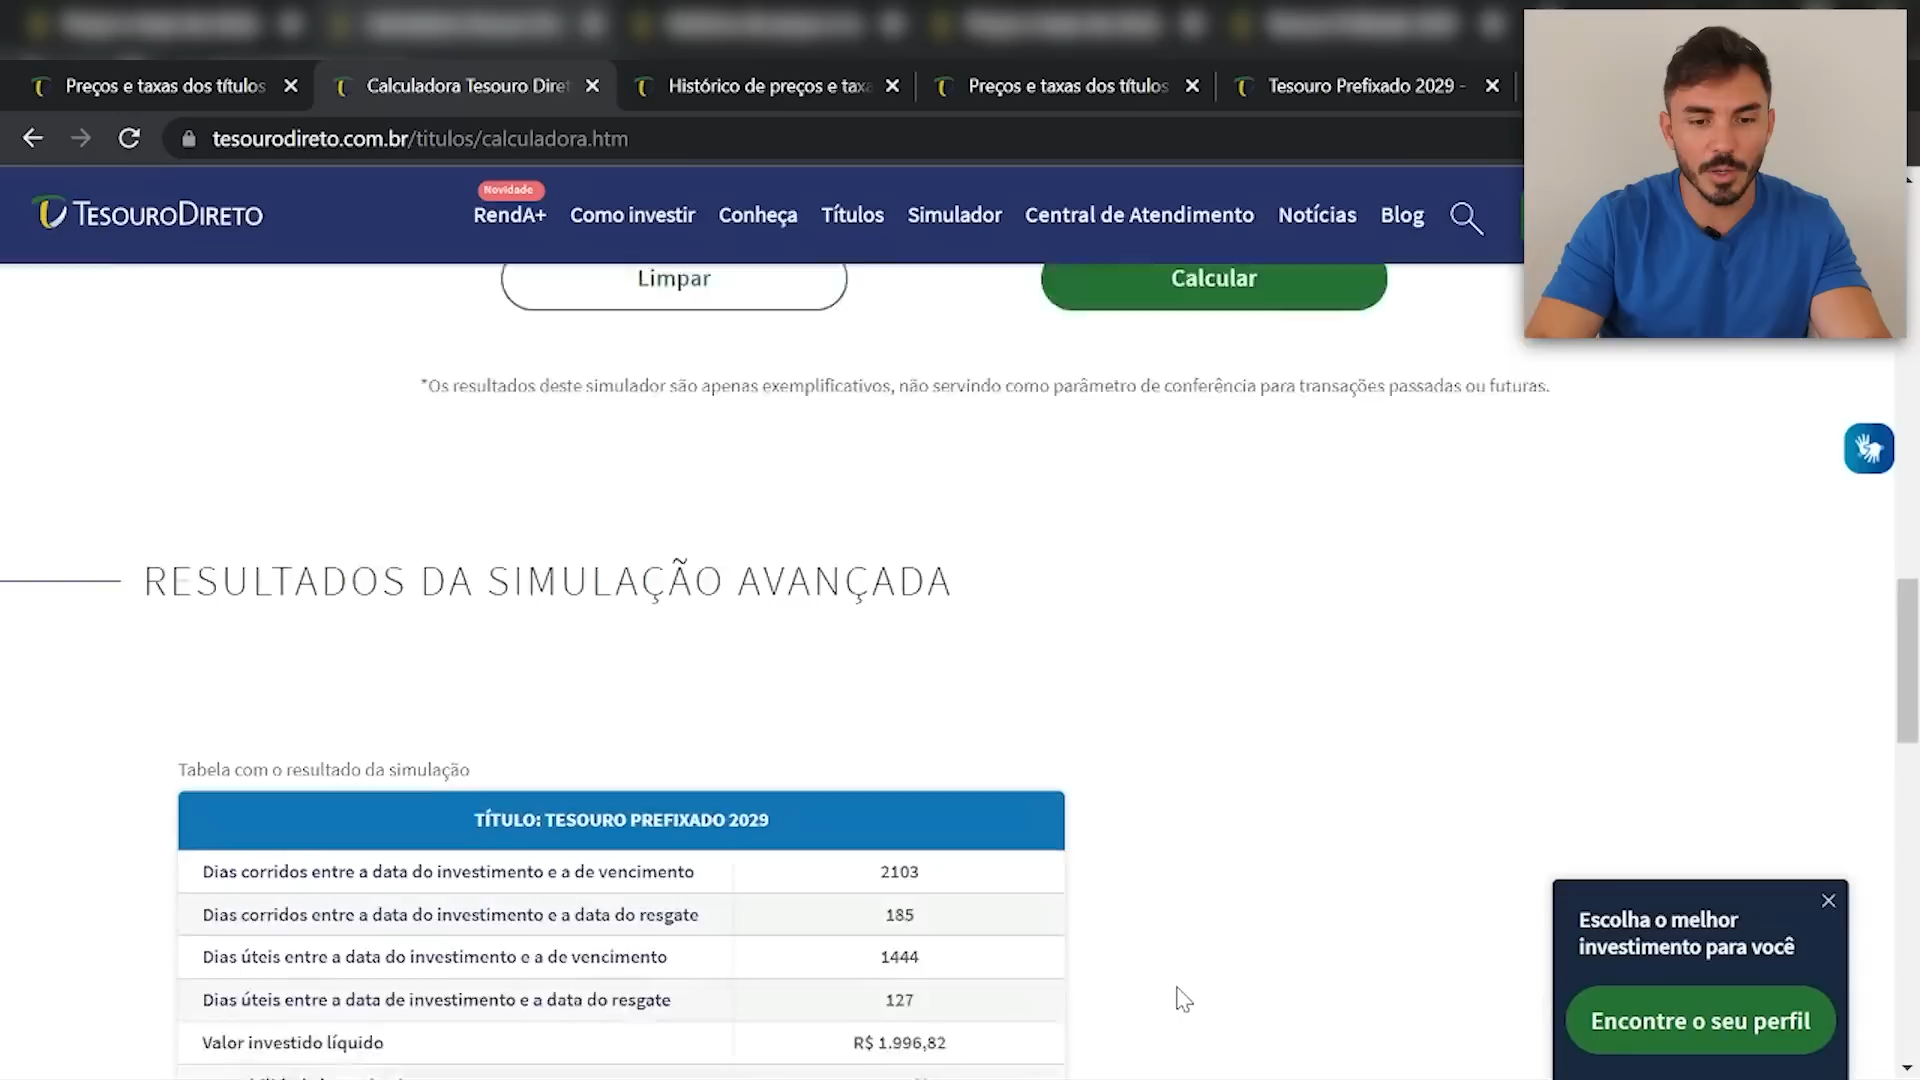 Preços e taxas dos títulos
Calculadora Tesouro Diret
Histórico de preços e taxa
Preços e taxas dos títulos
Tesouro Prefixado 2029 -
tesourodireto.com.br/titulos/calculadora.htm
TESOURODIRETO
Novidade
RendA+
Como investir
Conheça
Títulos
Simulador
Central de Atendimento
Notícias
Blog
Limpar
Calcular
*Os resultados deste simulador são apenas exemplificativos, não servindo como parâmetro de conferência para transações passadas ou futuras.
RESULTADOS DA SIMULAÇÃO AVANÇADA
Tabela com o resultado da simulação
TÍTULO: TESOURO PREFIXADO 2029
Dias corridos entre a data do investimento e a de vencimento 2103
Dias corridos entre a data do investimento e a data do resgate 185
Dias úteis entre a data do investimento e a de vencimento 1444
Dias úteis entre a data de investimento e a data do resgate 127
Valor investido líquido R$ 1.996,82
Escolha o melhor
investimento para você
Encontre o seu perfil